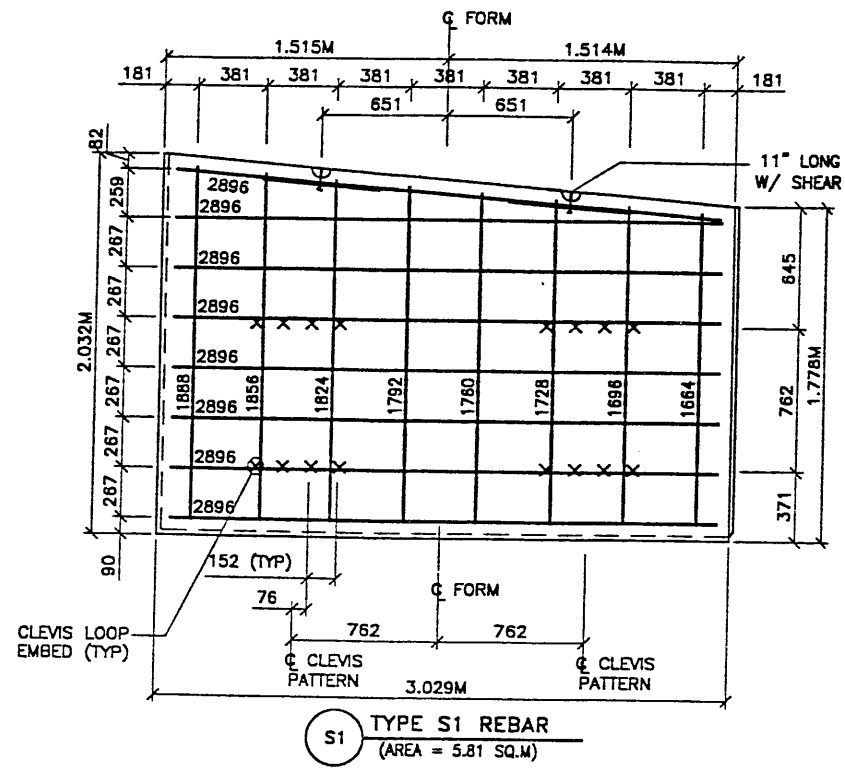 ℄ FORM
1.515M 1.514M
181 381 381 381 381 381 381 381 181
651 651
82
11" LONG
W/ SHEAR
259
2896
2896
267
2896
645
267
2896
2.032M
267
2896
1.778M
1888 1856 1824 1792 1760 1728 1696 1664
762
267
2896
267
2896
267
2896
371
90
152 (TYP)
℄ FORM
76
CLEVIS LOOP
EMBED (TYP)
762 762
℄ CLEVIS
PATTERN
℄ CLEVIS
PATTERN
3.029M
S1 TYPE S1 REBAR
(AREA = 5.81 SQ.M)